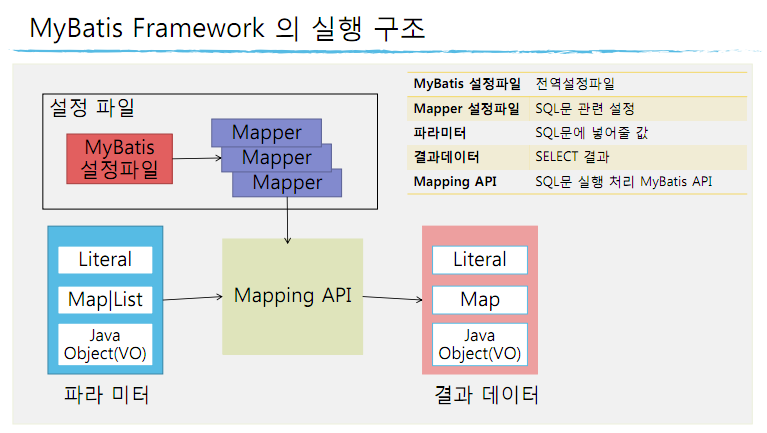 MyBatis Framework 의 실행 구조
MyBatis 설정파일 전역설정파일
Mapper 설정파일 SQL문 관련 설정
파라미터 SQL문에 넣어줄 값
결과데이터 SELECT 결과
Mapping API SQL문 실행 처리 MyBatis API
설정 파일
MyBatis
설정파일
Mapper
Mapper
Mapper
Literal
Map|List
Java
Object(VO)
파라 미터
Mapping API
Literal
Map
Java
Object(VO)
결과 데이터